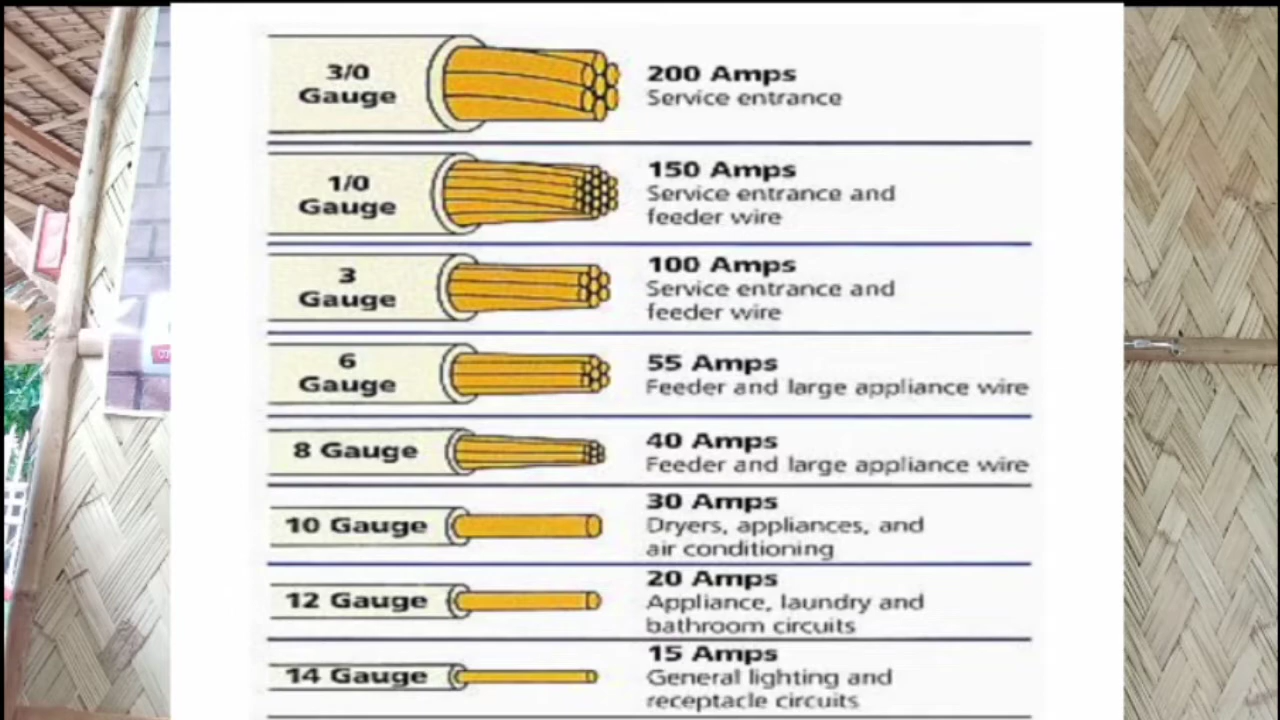 3/0
Gauge
200 Amps
Service entrance
1/0
Gauge
150 Amps
Service entrance and
feeder wire
3
Gauge
100 Amps
Service entrance and
feeder wire
6
Gauge
55 Amps
Feeder and large appliance wire
8 Gauge
40 Amps
Feeder and large appliance wire
10 Gauge
30 Amps
Dryers, appliances, and
air conditioning
12 Gauge
20 Amps
Appliance, laundry and
bathroom circuits
14 Gauge
15 Amps
General lighting and
receptacle circuits